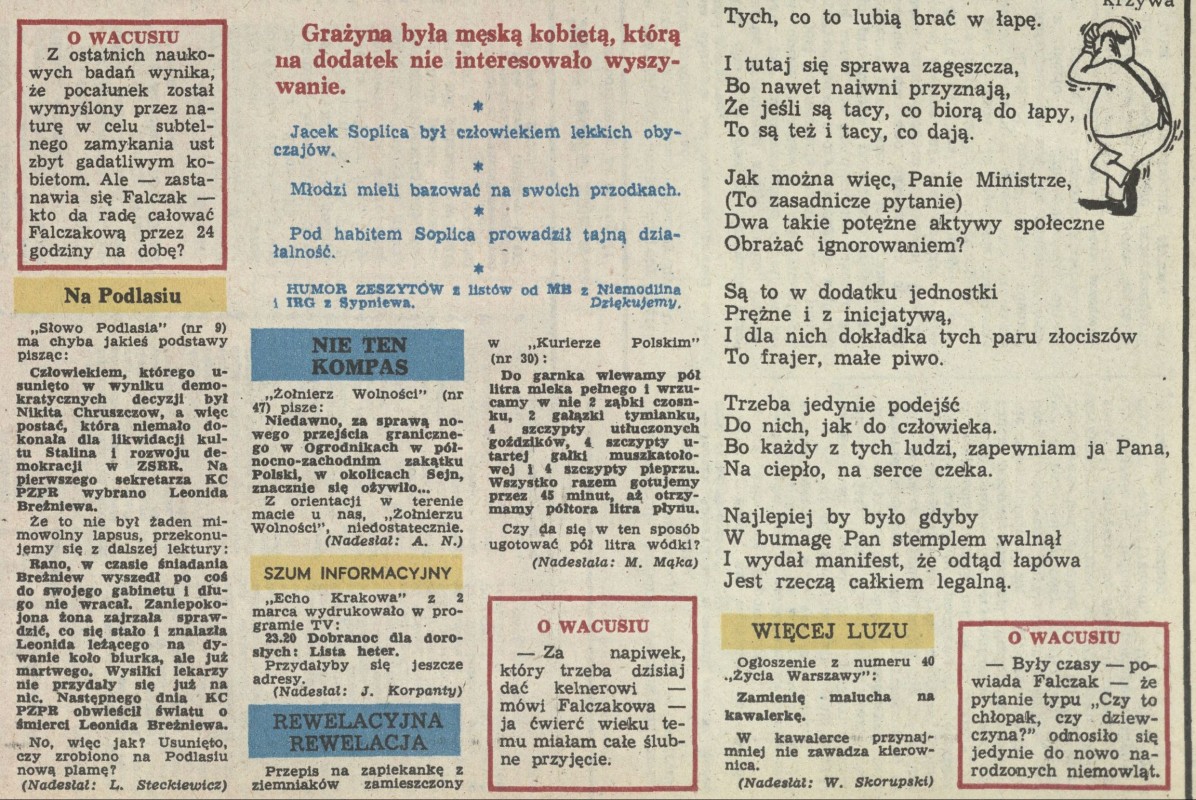 O WACUSIU
Z ostatnich nauko-
wych badań wynika,
że pocałunek został
wymyślony przez na-
turę w celu subtel-
nego zamykania ust
zbyt gadatliwym ko-
bietom. Ale — zasta-
nawia się Falczak —
kto da radę całować
Falczakową przez 24
godziny na dobę?
Na Podlasiu
„Słowo Podlasia" (nr 9)
ma chyba jakieś podstawy
pisząc:
Człowiekiem, którego u-
sunięto w wyniku demo-
kratycznych decyzji był
Nikita Chruszczow, a więc
postać, która niemało do-
konała dla likwidacji kul-
tu Stalina i rozwoju de-
mokracji w ZSRR. Na
pierwszego sekretarza KC
PZPR wybrano Leonida
Breżniewa.
Że to nie był żaden mi-
mowolny lapsus, przekonu-
jęmy się z dalszej lektury:
Rano, w czasie śniadania
Breżniew wyszedł po coś
do swojego gabinetu i dłu-
go nie wracał. Zaniepoko-
jona żona zajrzała spraw-
dzić, co się stało i znalazła
Leonida leżącego na dy-
wanie koło biurka, ale już
martwego. Wysiłki lekarzy
nie przydały się już na
nic. Następnego dnia KC
PZPR obwieścił światu o
śmierci Leonida Breżniewa.
No, więc jak? Usunięto,
czy zrobiono na Podlasiu
nową plamę?
(Nadesłał: L. Steckiewicz)
Grażyna była męską kobietą, którą
na dodatek nie interesowało wyszy-
wanie.
*
Jacek Soplica był człowiekiem lekkich oby-
czajów.
*
Młodzi mieli bazować na swoich przodkach.
*
Pod habitem Soplica prowadził tajną dzia-
łalność.
*
HUMOR ZESZYTÓW z listów od MB z Niemodlina
i IRG z Sypniewa. Dziękujemy.
NIE TEN
KOMPAS
„Żołnierz Wolności" (nr
47) pisze:
Niedawno, za sprawą no-
wego przejścia graniczne-
go w Ogrodnikach w pół-
nocno-zachodnim zakątku
Polski, w okolicach Sejn,
znacznie się ożywiło...
Z orientacji w terenie
macie u nas, „Żołnierzu
Wolności", niedostatecznie.
(Nadesłał: A. N.)
SZUM INFORMACYJNY
„Echo Krakowa" z 2
marca wydrukowało w pro-
gramie TV:
23.20 Dobranoc dla doro-
słych: Lista heter.
Przydałyby się jeszcze
adresy.
(Nadesłał: J. Korpanty)
REWELACYJNA
REWELACJA
Przepis na zapiekankę z
ziemniaków zamieszczony
w „Kurierze Polskim"
(nr 30):
Do garnka wlewamy pół
litra mleka pełnego i wrzu-
camy w nie 2 ząbki czosn-
ku, 2 gałązki tymianku,
4 szczypty utłuczonych
goździków, 4 szczypty u-
tartej gałki muszkatoło-
wej i 4 szczypty pieprzu.
Wszystko razem gotujemy
przez 45 minut, aż otrzy-
mamy półtora litra płynu.
Czy da się w ten sposób
ugotować pół litra wódki?
(Nadesłała: M. Mąka)
O WACUSIU
— Za napiwek,
który trzeba dzisiaj
dać kelnerowi —
mówi Falczakowa —
ja ćwierć wieku te-
mu miałam całe ślub-
ne przyjęcie.
krzywa
Tych, co to lubią brać w łapę.
I tutaj się sprawa zagęszcza,
Bo nawet naiwni przyznają,
Że jeśli są tacy, co biorą do łapy,
To są też i tacy, co dają.
Jak można więc, Panie Ministrze,
(To zasadnicze pytanie)
Dwa takie potężne aktywy społeczne
Obrażać ignorowaniem?
Są to w dodatku jednostki
Prężne i z inicjatywą,
I dla nich dokładka tych paru złociszów
To frajer, małe piwo.
Trzeba jedynie podejść
Do nich, jak do człowieka.
Bo każdy z tych ludzi, zapewniam ja Pana,
Na ciepło, na serce czeka.
Najlepiej by było gdyby
W bumagę Pan stemplem walnął
I wydał manifest, że odtąd łapówa
Jest rzeczą całkiem legalną.
WIĘCEJ LUZU
Ogłoszenie z numeru 40
„Życia Warszawy":
Zamienię malucha na
kawalerkę.
W kawalerce przynaj-
mniej nie zawadza kierow-
nica.
(Nadesłał: W. Skorupski)
O WACUSIU
— Były czasy — po-
wiada Falczak — że
pytanie typu „Czy to
chłopak, czy dziew-
czyna?" odnosiło się
jedynie do nowo na-
rodzonych niemowląt.